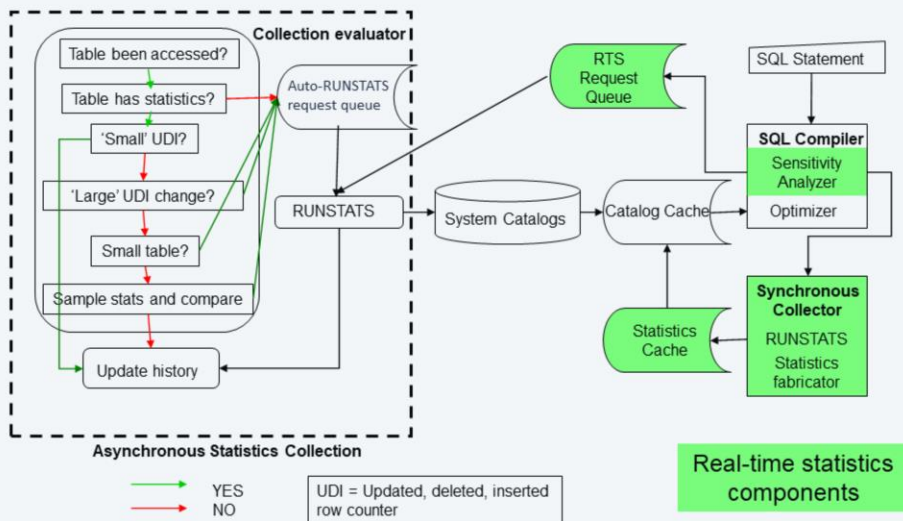 Collection evaluator
Table been accessed?
Table has statistics?
'Small' UDI?
'Large' UDI change?
Small table?
Sample stats and compare
Update history
Auto-RUNSTATS
request queue
RUNSTATS
Asynchronous Statistics Collection
System Catalogs
Catalog Cache
RTS
Request
Queue
SQL Statement
SQL Compiler
Sensitivity
Analyzer
Optimizer
Synchronous
Collector
RUNSTATS
Statistics
fabricator
Statistics
Cache
YES
NO
UDI = Updated, deleted, inserted
row counter
Real-time statistics
components